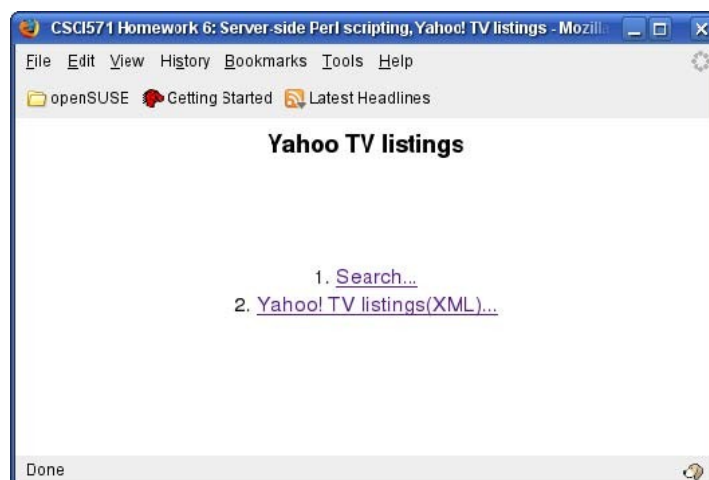 CSCI571 Homework 6: Server-side Perl scripting, Yahoo! TV listings - Mozill
File Edit View History Bookmarks Tools Help
openSUSE Getting Started Latest Headlines
Yahoo TV listings
1. Search...
2. Yahoo! TV listings(XML)...
Done